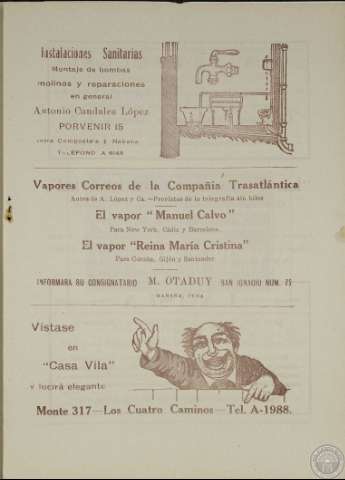 Instalaciones Sanitarias
Montaje de bombas
molinos y reparaciones
en general
Antonio Candales López
PORVENIR 15
entre Compostela y Habana
TELEFONO A 6145
Vapores Correos de la Compañía Trasatlántica
Antes de A. López y Ca.—Provistos de la telegrafía sin hilos
El vapor "Manuel Calvo"
Para New York, Cádiz y Barcelona.
El vapor "Reina María Cristina"
Para Coruña, Gijón y Santander
INFORMARA SU CONSIGNATARIO M. OTADUY SAN IGNACIO NUM. 75
HABANA, CUBA
Vístase
en
"Casa Vila"
y lucirá elegante
Monte 317—Los Cuatro Caminos—Tel. A-1988.